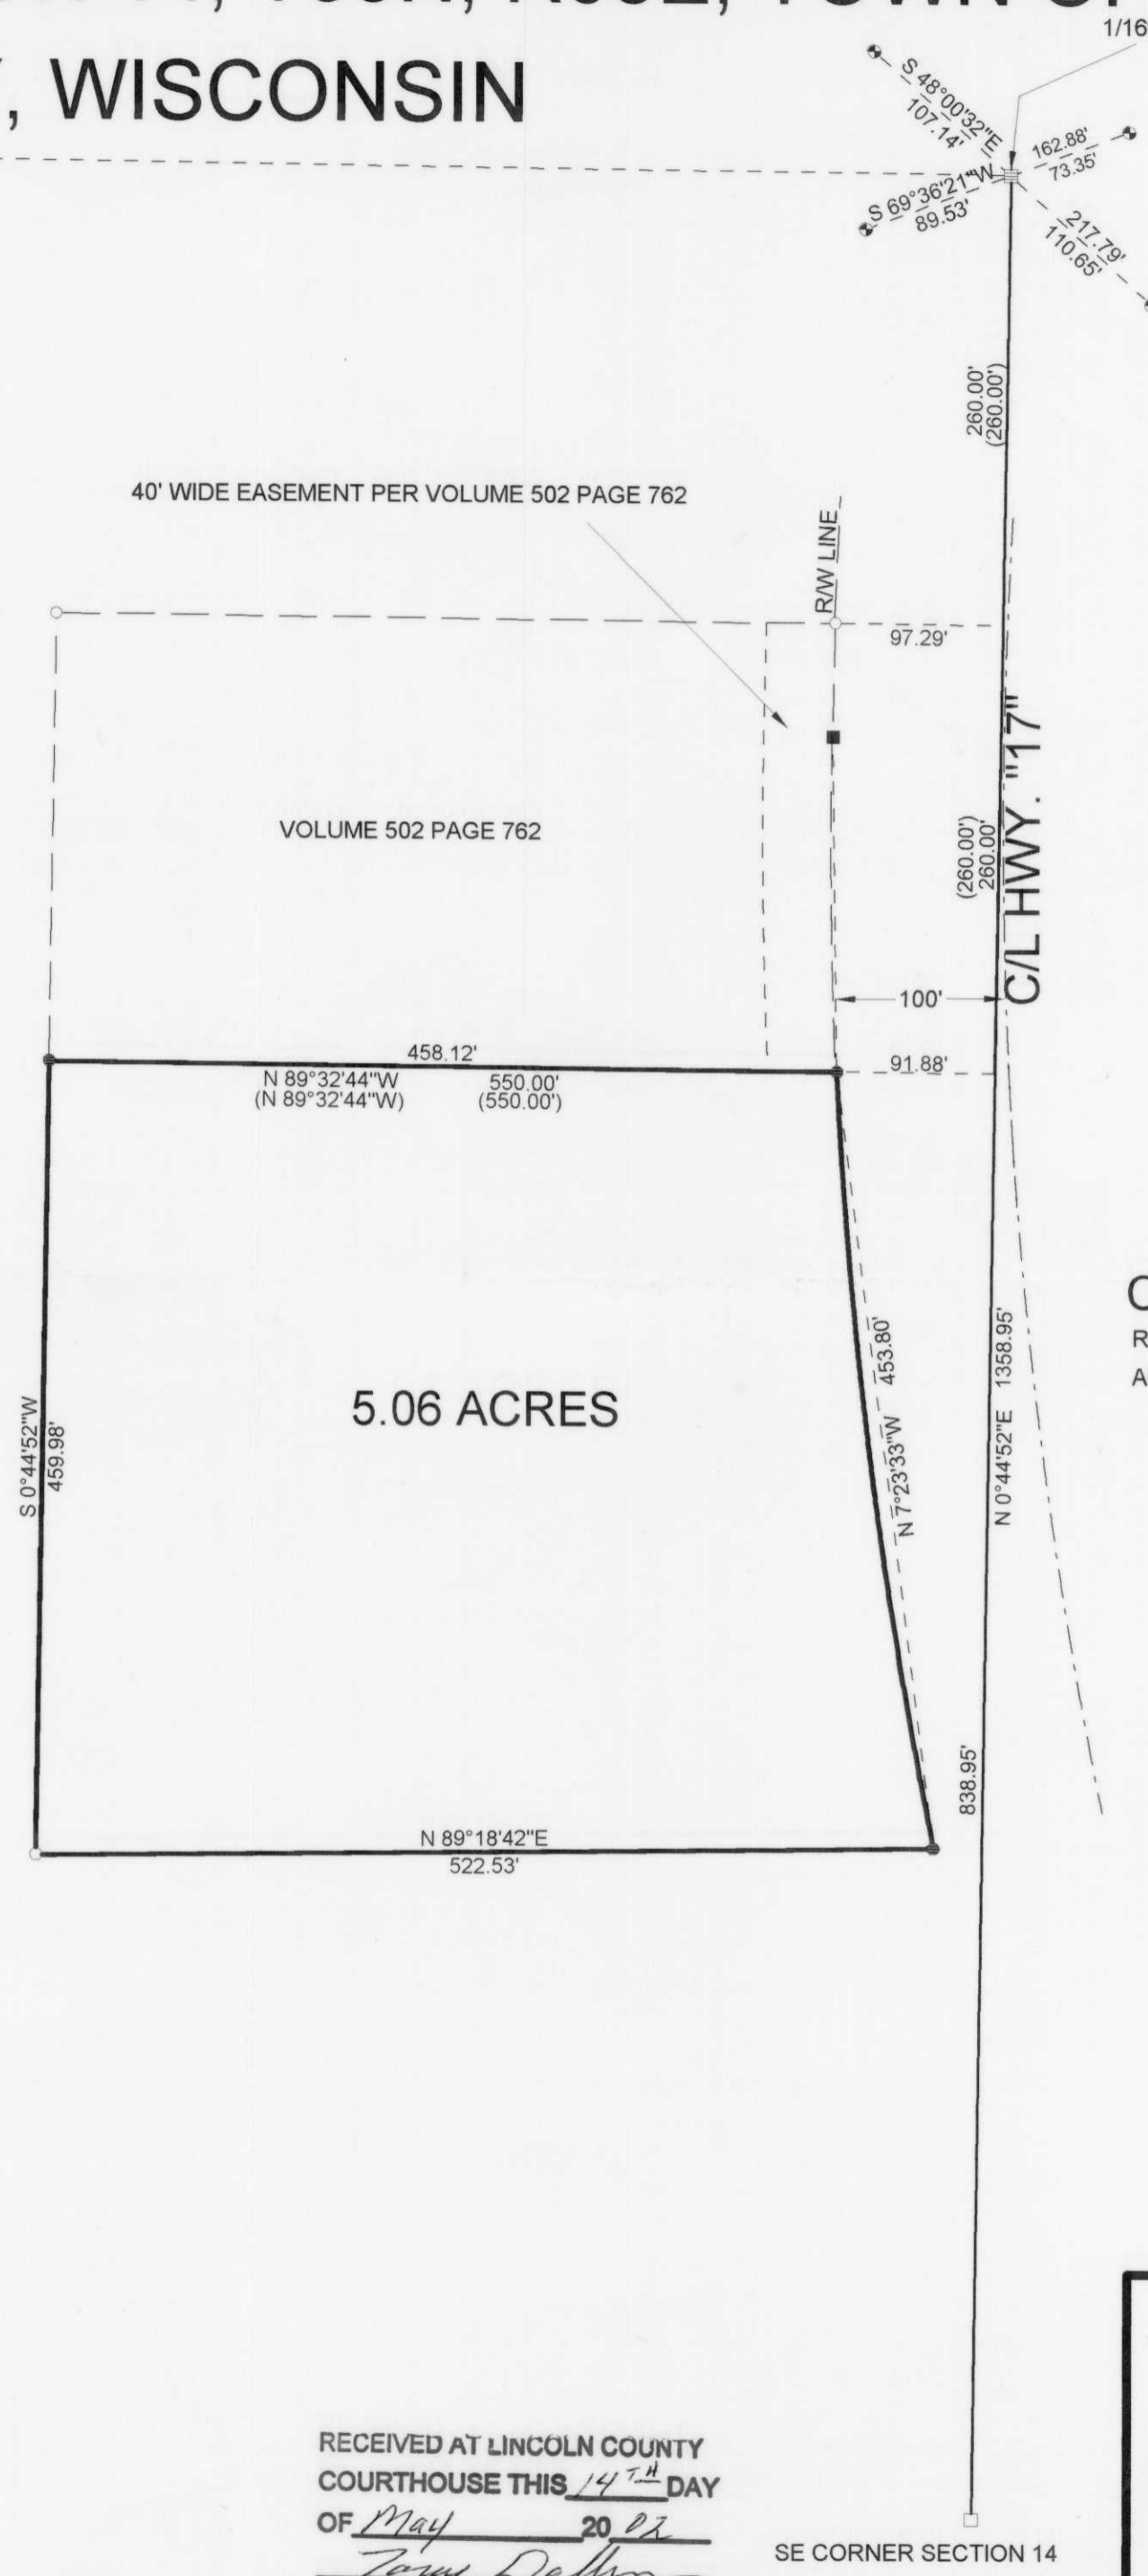 , WISCONSIN
1/16
S 48°00'32"E
107.14'
162.88'
73.35'
S 69°36'21"W
89.53'
217.79'
110.65'
260.00'
(260.00')
40' WIDE EASEMENT PER VOLUME 502 PAGE 762
R/W LINE
97.29'
C/L HWY. "17"
VOLUME 502 PAGE 762
(260.00')
260.00'
100'
458.12'
91.88'
N 89°32'44"W 550.00'
(N 89°32'44"W) (550.00')
453.80'
N 7°23'33"W
N 0°44'52"E 1358.95'
5.06 ACRES
S 0°44'52"W
459.98'
838.95'
N 89°18'42"E
522.53'
RECEIVED AT LINCOLN COUNTY
COURTHOUSE THIS 14TH DAY
OF May 20 02
SE CORNER SECTION 14